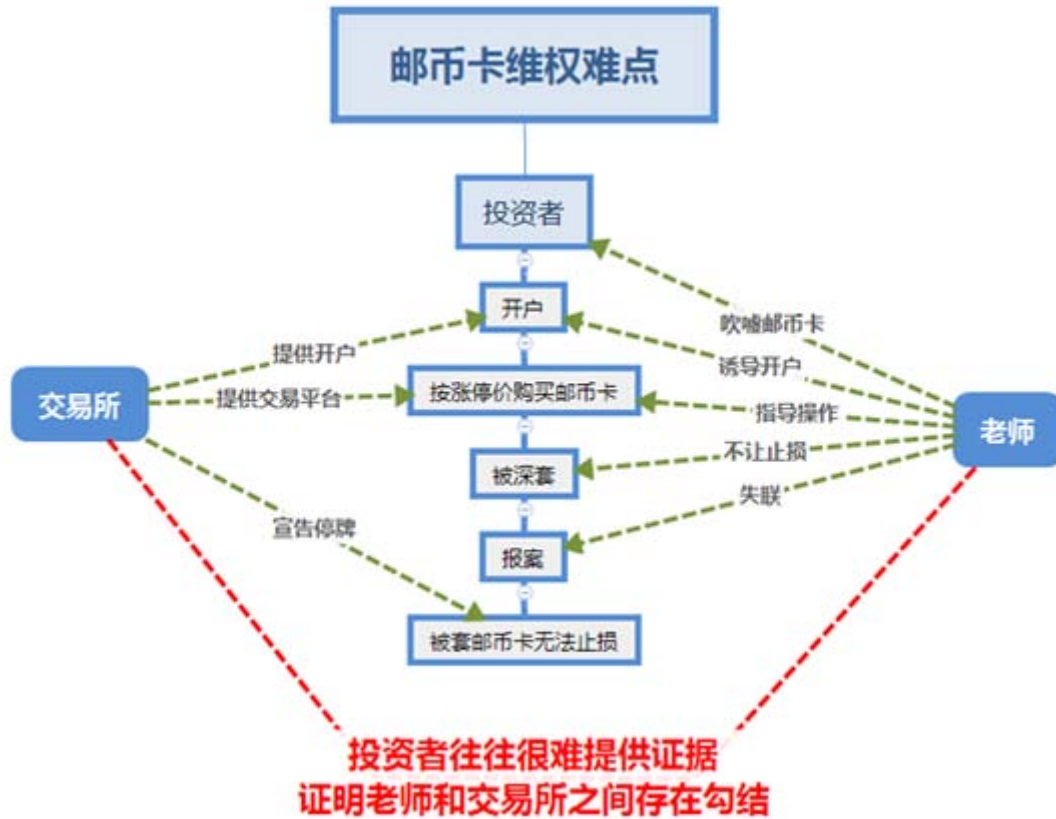 邮币卡维权难点
投资者
开户
吹嘘邮币卡
提供开户
诱导开户
交易所
提供交易平台
按涨停价购买邮币卡
指导操作
老师
不让止损
被深套
失联
宣告停牌
报案
被套邮币卡无法止损
投资者往往很难提供证据
证明老师和交易所之间存在勾结